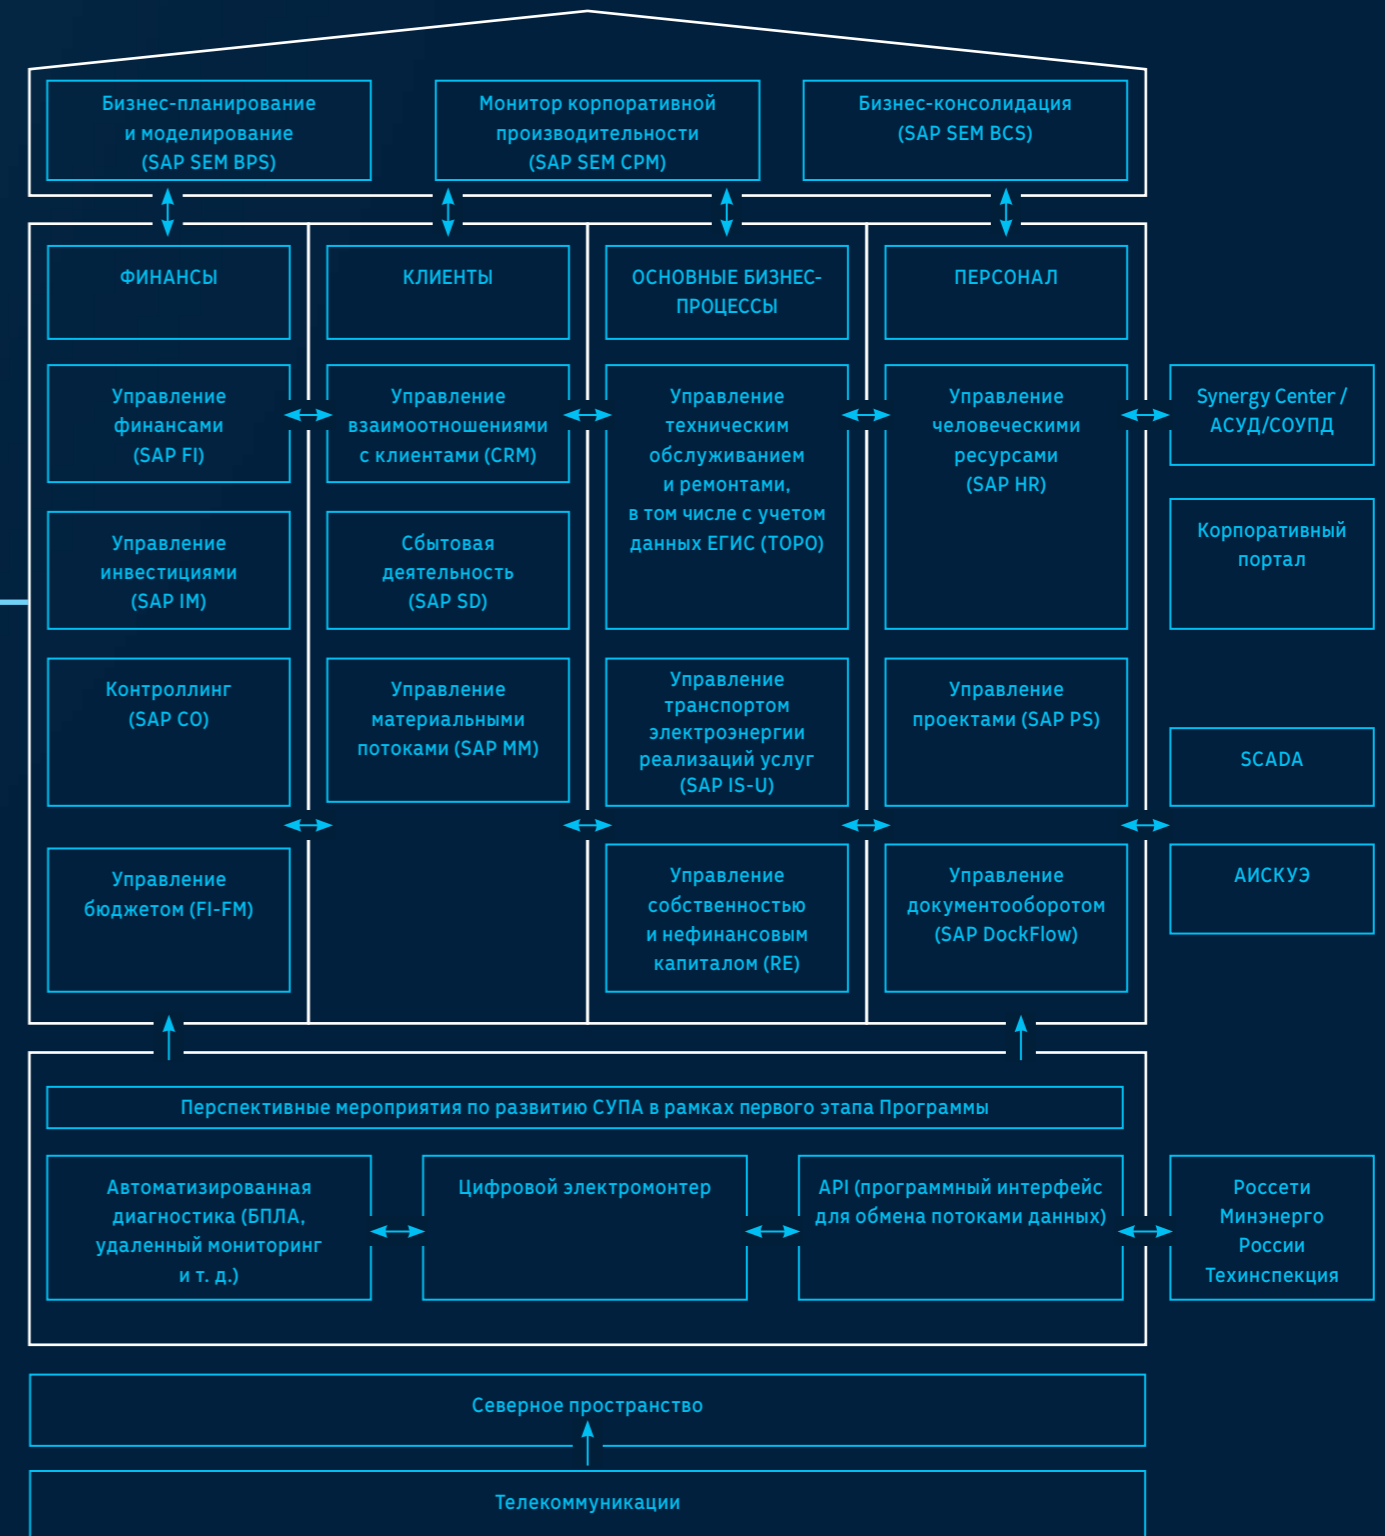 Бизнес-планирование
и моделирование
(SAP SEM BPS)
Монитор корпоративной
производительности
(SAP SEM CPM)
Бизнес-консолидация
(SAP SEM BCS)
ФИНАНСЫ
КЛИЕНТЫ
ОСНОВНЫЕ БИЗНЕС-
ПРОЦЕССЫ
ПЕРСОНАЛ
Управление
финансами
(SAP FI)
Управление
взаимоотношениями
с клиентами (CRM)
Управление
техническим
обслуживанием
и ремонтами,
в том числе с учетом
данных ЕГИС (ТОРО)
Управление
человеческими
ресурсами
(SAP HR)
Synergy Center /
АСУД/СОУПД
Корпоративный
портал
Управление
инвестициями
(SAP IM)
Сбытовая
деятельность
(SAP SD)
Контроллинг
(SAP CO)
Управление
материальными
потоками (SAP MM)
Управление
транспортом
электроэнергии
реализаций услуг
(SAP IS-U)
Управление
проектами (SAP PS)
SCADA
Управление
бюджетом (FI-FM)
Управление
собственностью
и нефинансовым
капиталом (RE)
Управление
документооборотом
(SAP DockFlow)
АИСКУЭ
Перспективные мероприятия по развитию СУПА в рамках первого этапа Программы
Автоматизированная
диагностика (БПЛА,
удаленный мониторинг
и т. д.)
Цифровой электромонтер
API (программный интерфейс
для обмена потоками данных)
Россети
Минэнерго
России
Техинспекция
Северное пространство
Телекоммуникации